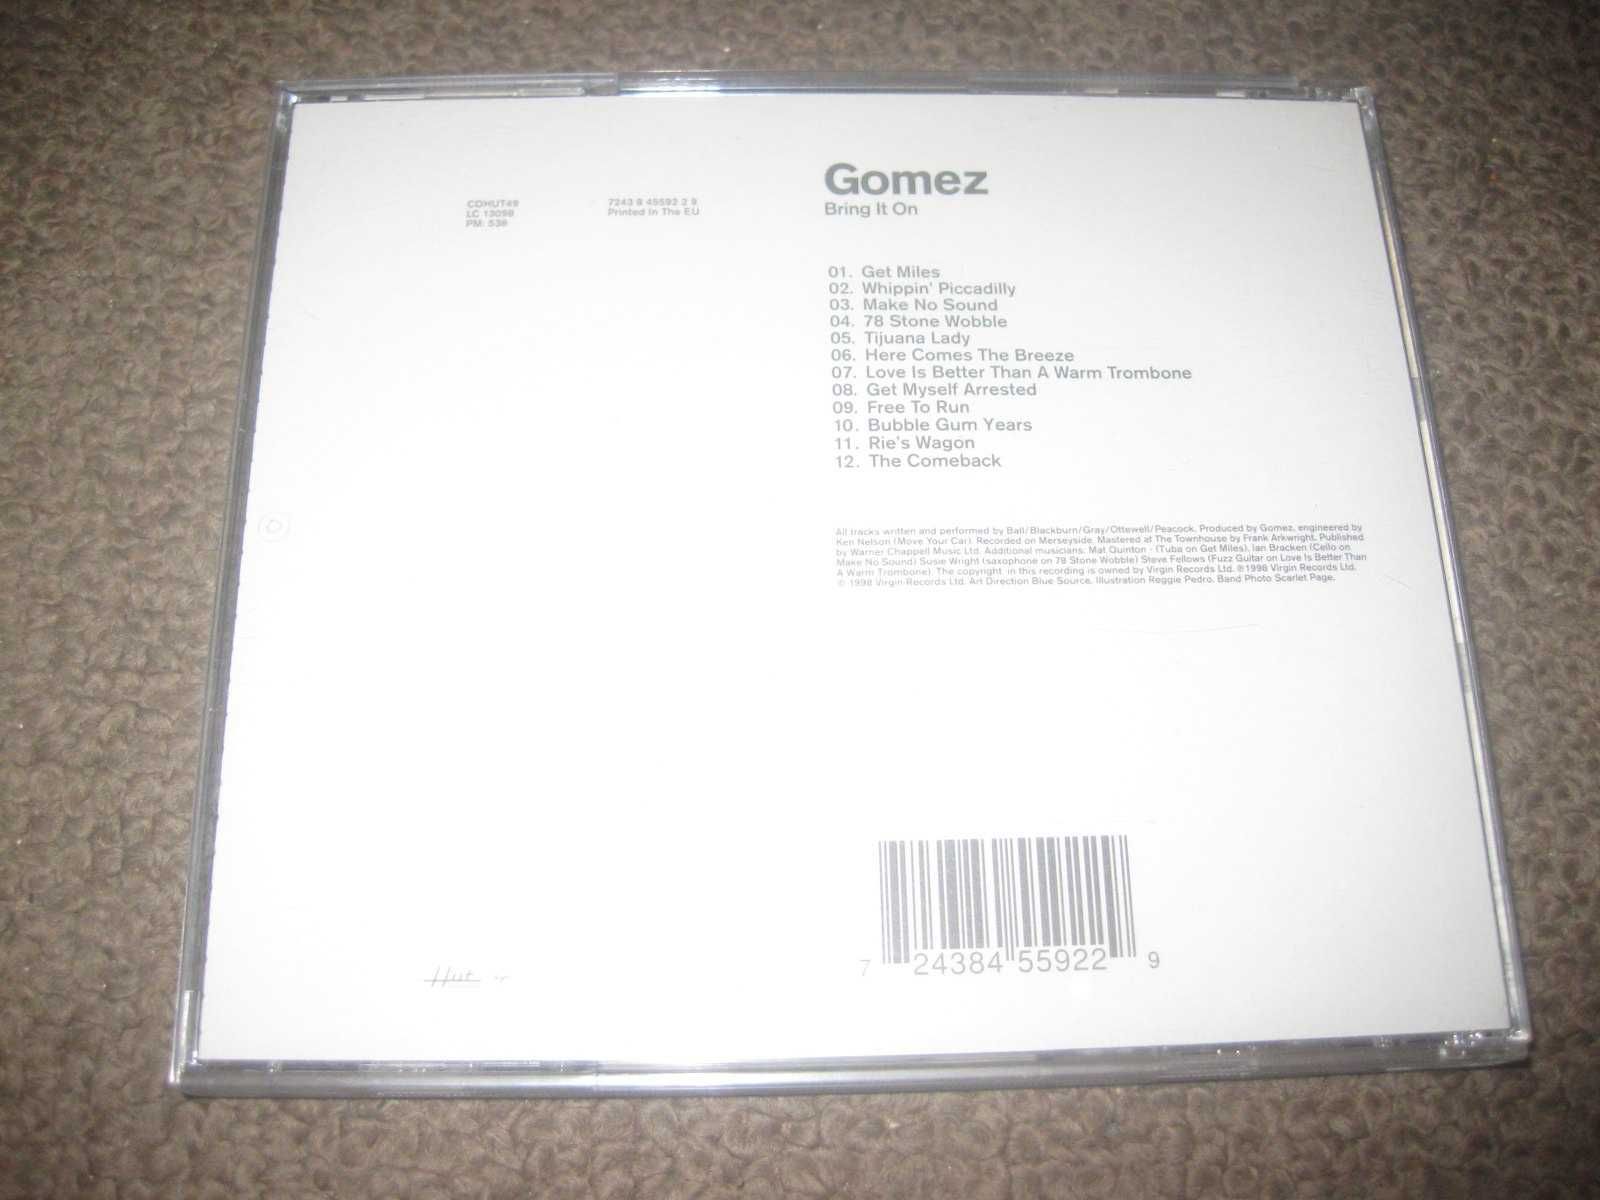 CDHUT49
LC 13098
PM: 536
7243 8 45592 2 9
Printed In The EU
Gomez
Bring It On
01. Get Miles
02. Whippin' Piccadilly
03. Make No Sound
04. 78 Stone Wobble
05. Tijuana Lady
06. Here Comes The Breeze
07. Love Is Better Than A Warm Trombone
08. Get Myself Arrested
09. Free To Run
10. Bubble Gum Years
11. Rie's Wagon
12. The Comeback
All tracks written and performed by Ball/Blackburn/Gray/Ottewell/Peacock. Produced by Gomez, engineered by
Ken Nelson (Move Your Car). Recorded on Merseyside. Mastered at The Townhouse by Frank Arkwright. Published
by Warner Chappell Music Ltd. Additional musicians: Mat Quinton - (Tuba on Get Miles), Ian Bracken (Cello on
Make No Sound) Susie Wright (saxophone on 78 Stone Wobble) Steve Fellows (Fuzz Guitar on Love Is Better Than
A Warm Trombone). The copyright in this recording is owned by Virgin Records Ltd. ℗1998 Virgin Records Ltd.
© 1998 Virgin Records Ltd. Art Direction Blue Source. Illustration Reggie Pedro. Band Photo Scarlet Page.
Hut
7 24384 55922 9